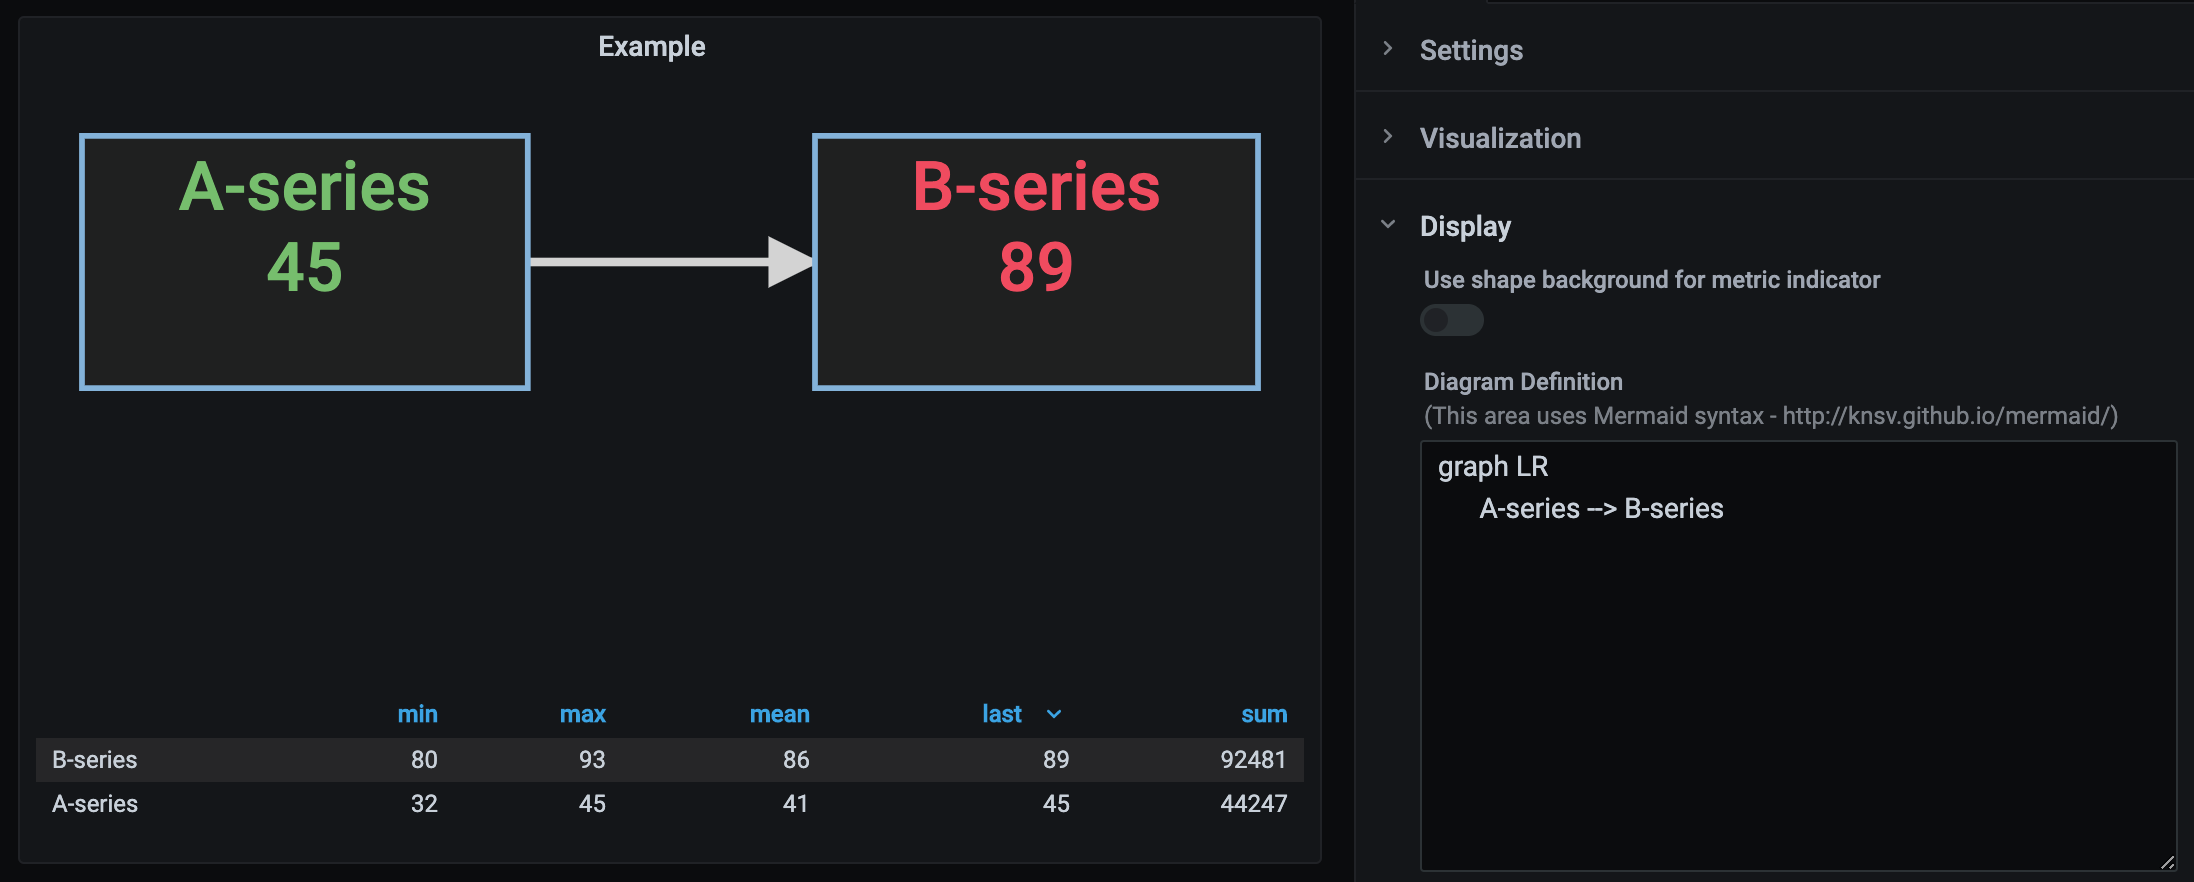 Example
A-series
45
B-series
89
min max mean last sum
B-series 80 93 86 89 92481
A-series 32 45 41 45 44247
Settings
Visualization
Display
Use shape background for metric indicator
Diagram Definition
(This area uses Mermaid syntax - http://knsv.github.io/mermaid/)
graph LR
A-series --> B-series